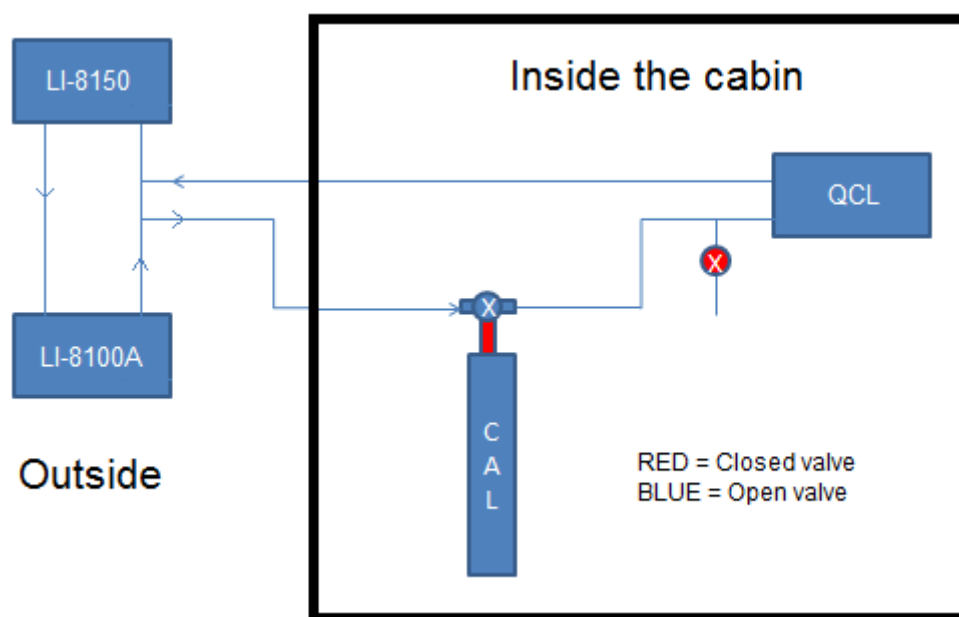 LI-8150
Inside the cabin
QCL
X
X
LI-8100A
C
A
L
Outside
RED = Closed valve
BLUE = Open valve